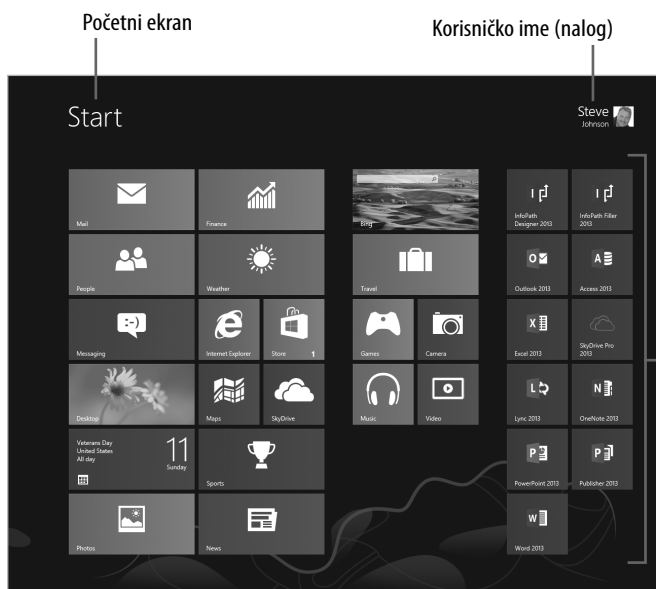 Početni ekran
Korisničko ime (nalog)
Start
Steve
Johnson
Mail
Finance
Bing
InfoPath
Designer 2013
InfoPath Filler
2013
People
Weather
Travel
Outlook 2013
Access 2013
Messaging
Internet Explorer
Store
1
Games
Camera
Excel 2013
SkyDrive Pro
2013
Desktop
Maps
SkyDrive
Music
Video
Lync 2013
OneNote 2013
Veterans Day
United States
All day
11
Sunday
Sports
PowerPoint 2013
Publisher 2013
Photos
News
Word 2013